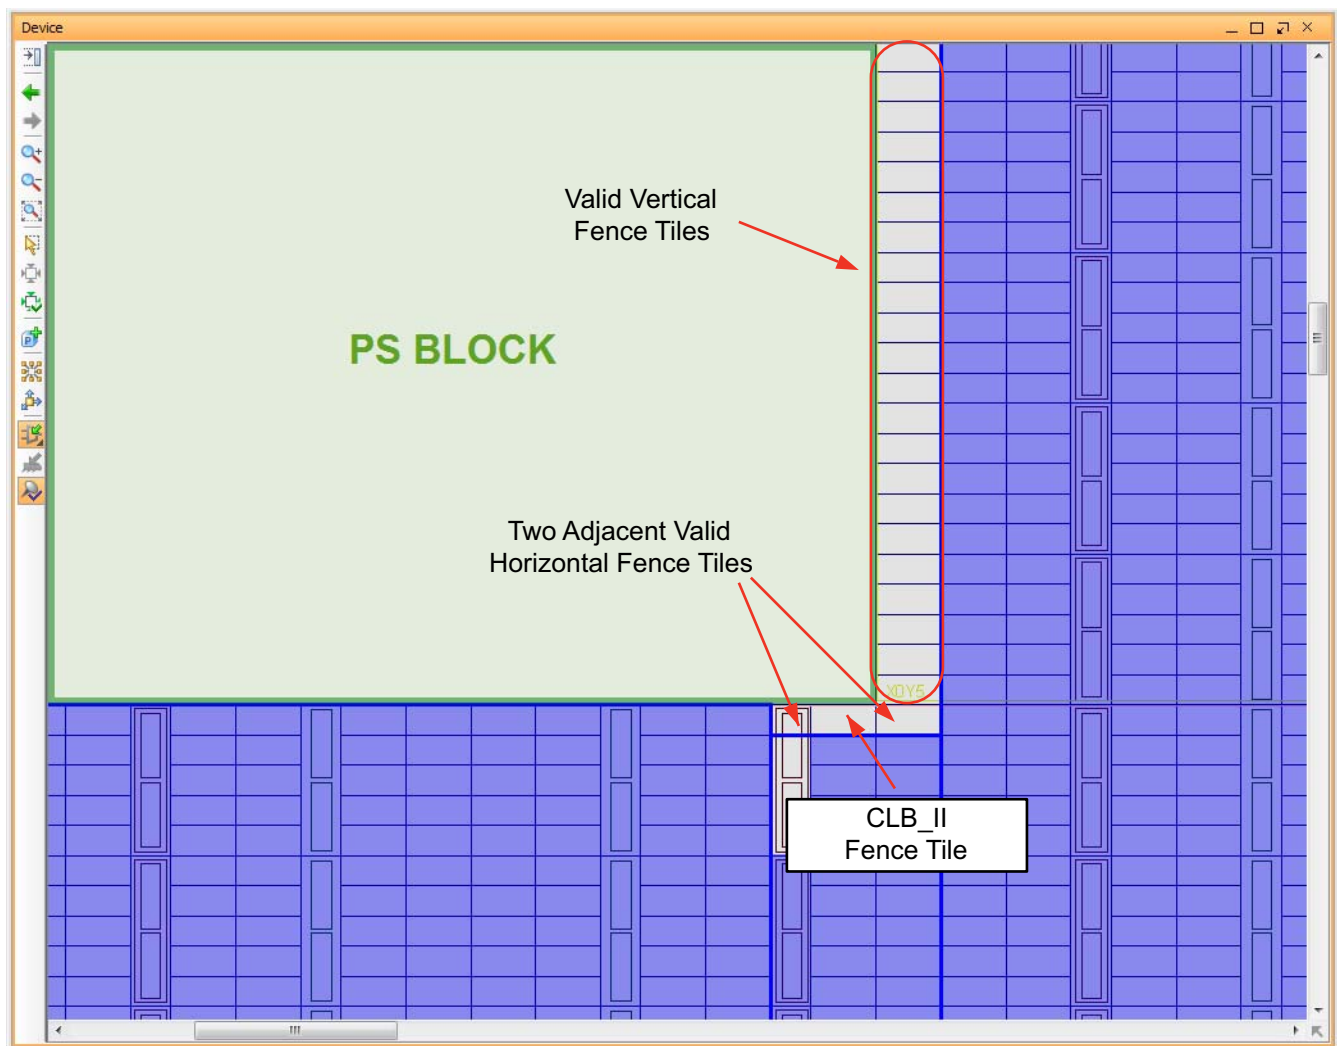 Device
Valid Vertical
Fence Tiles
PS BLOCK
Two Adjacent Valid
Horizontal Fence Tiles
X0Y5
CLB_II
Fence Tile